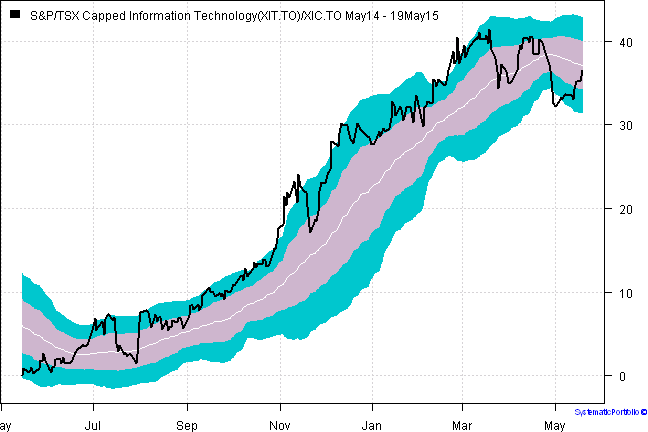 S&P/TSX Capped Information Technology(XIT.TO)/XIC.TO May14 - 19May15
40
30
20
10
0
ay Jul Sep Nov Jan Mar May
SystematicPortfolio ©